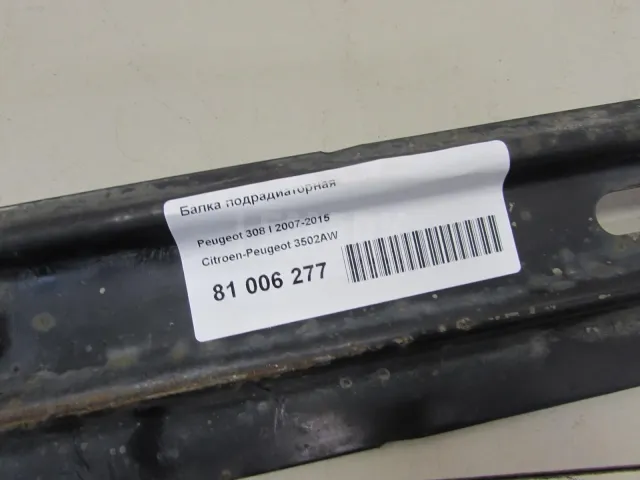 Балка подрадиаторная
Peugeot 308 I 2007-2015
Citroen-Peugeot 3502AW
81 006 277